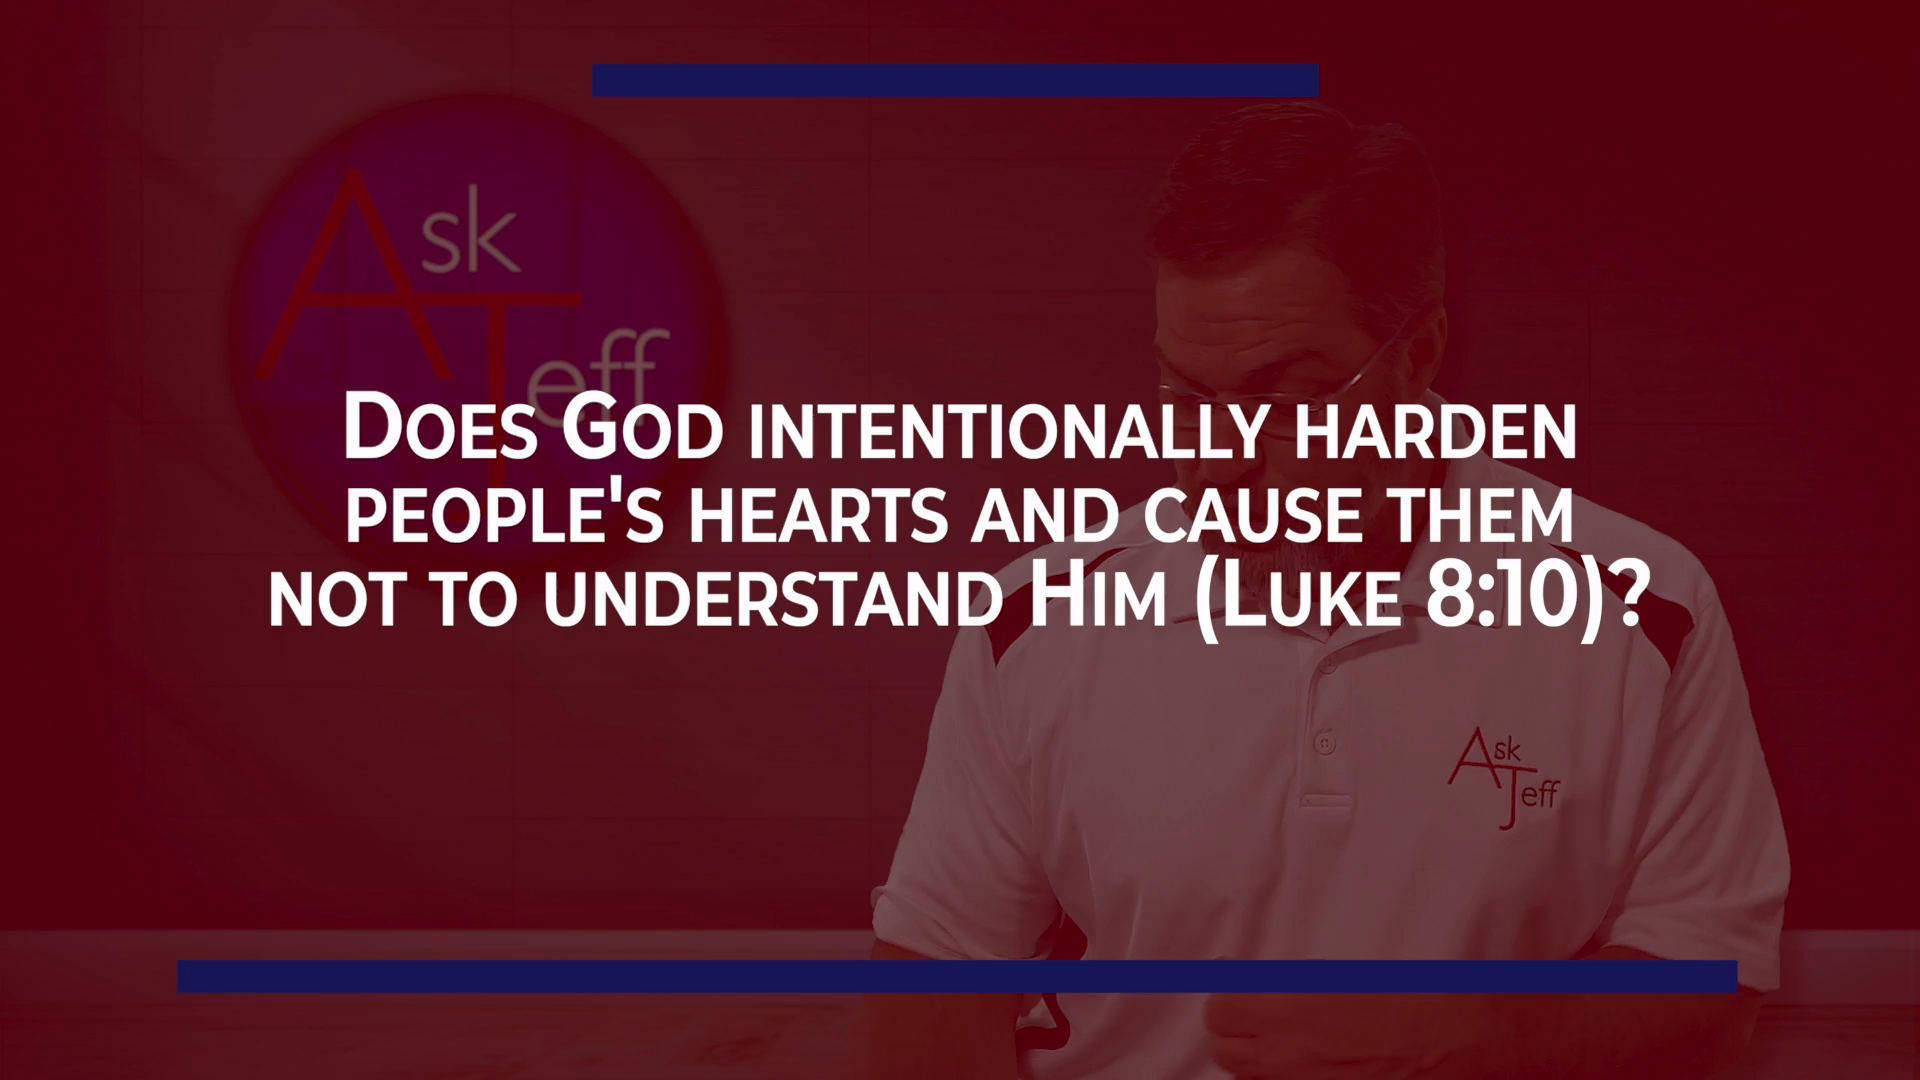 Ask
Jeff
Does God intentionally harden
people's hearts and cause them
not to understand Him (Luke 8:10)?
Ask
Jeff